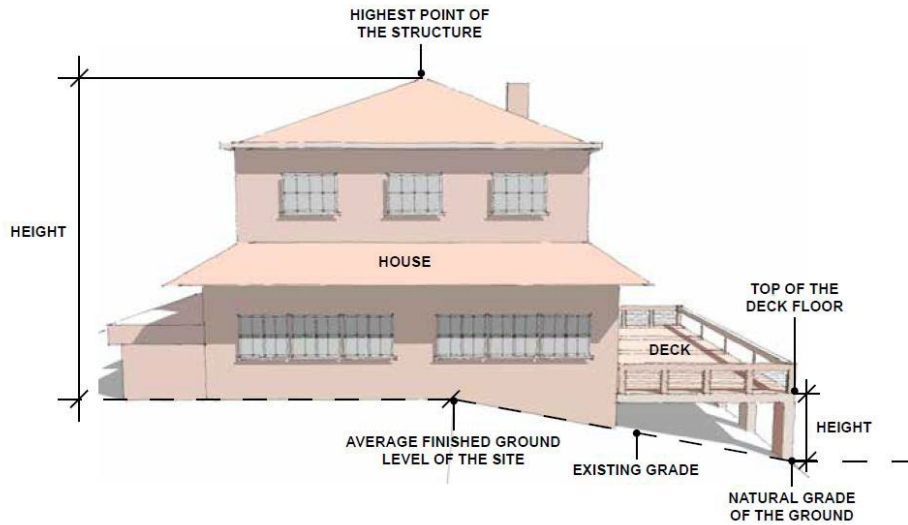 HIGHEST POINT OF
THE STRUCTURE
HEIGHT
HOUSE
TOP OF THE
DECK FLOOR
DECK
HEIGHT
AVERAGE FINISHED GROUND
LEVEL OF THE SITE
EXISTING GRADE
NATURAL GRADE
OF THE GROUND